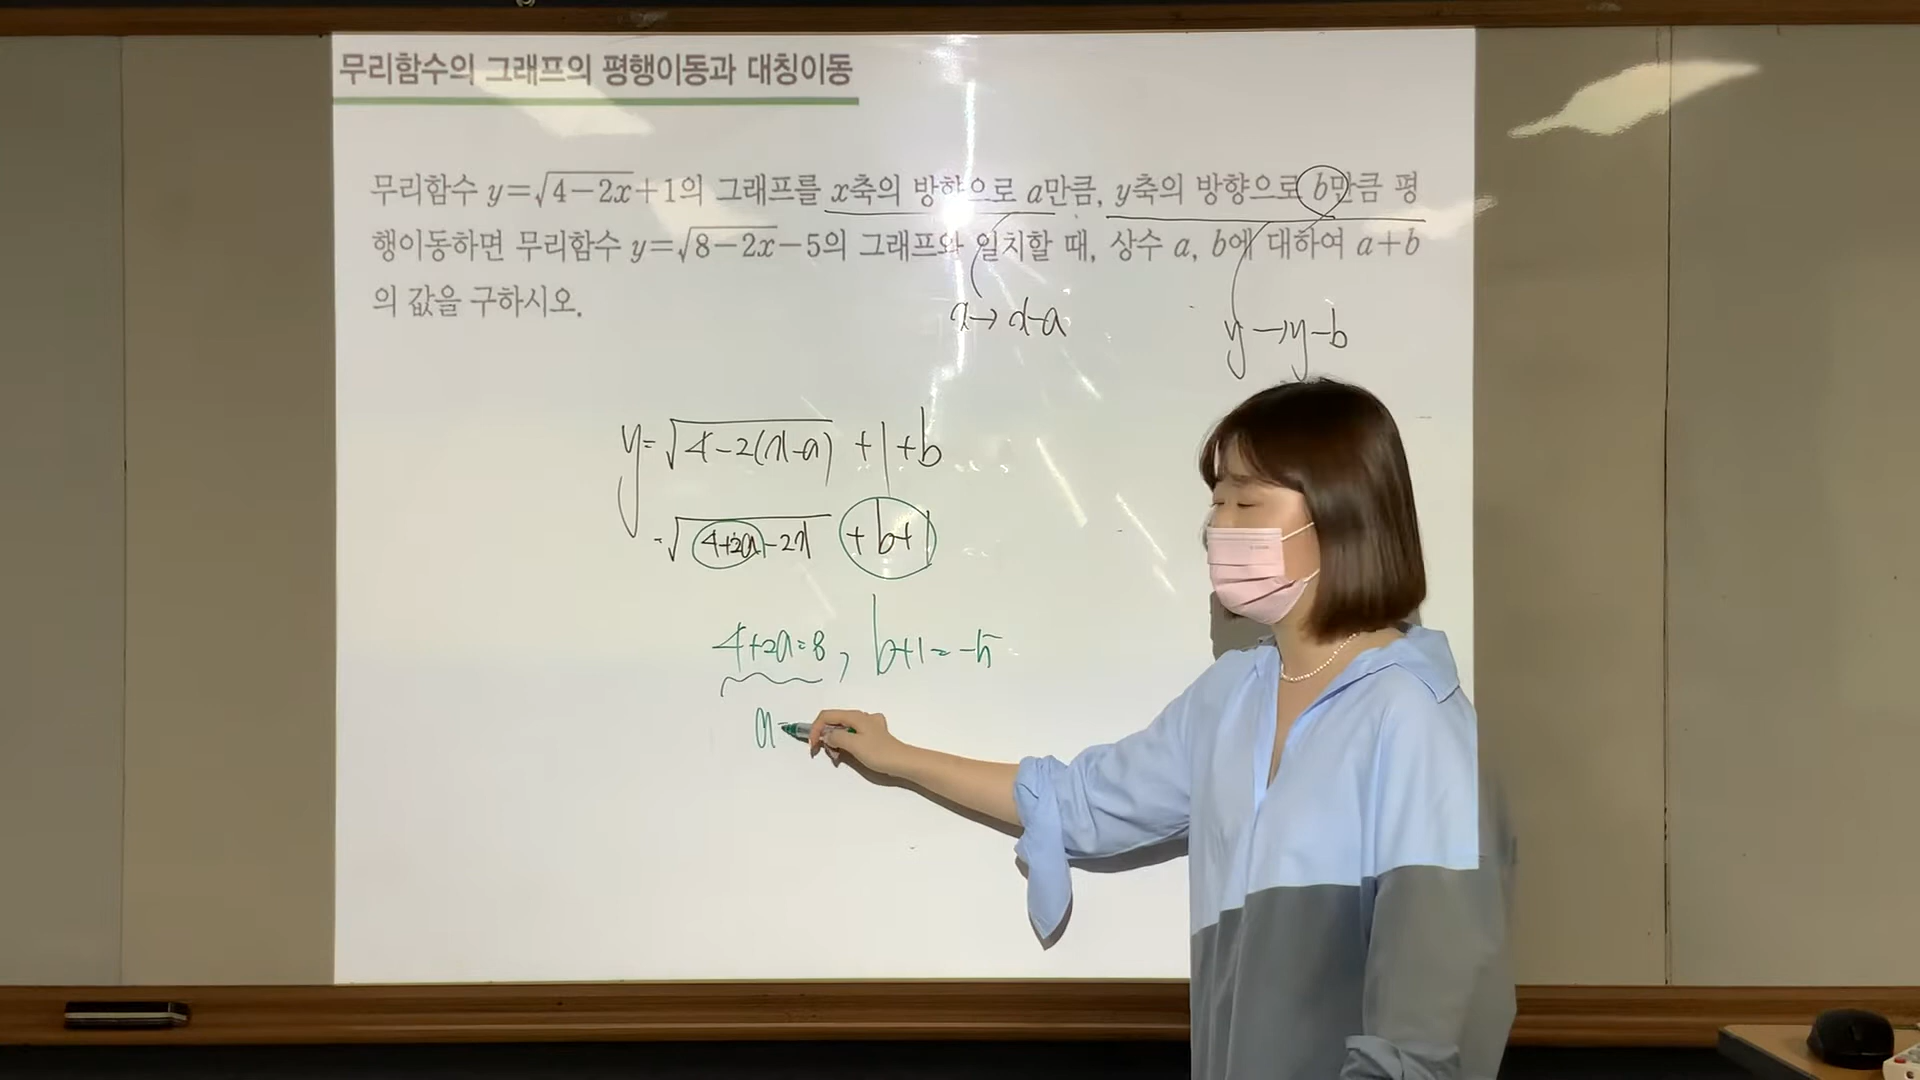 무리함수의 그래프의 평행이동과 대칭이동
무리함수 y=√(4−2x)+1의 그래프를 x축의 방향으로 a만큼, y축의 방향으로 b만큼 평
행이동하면 무리함수 y=√(8−2x)−5의 그래프와 일치할 때, 상수 a, b에 대하여 a+b
의 값을 구하시오.
x→x-a
y→y-b
y=√(4-2(x-a)) +1+b
=√(4+2a-2x) +b+1
4+2a=8, b+1=-5
a=